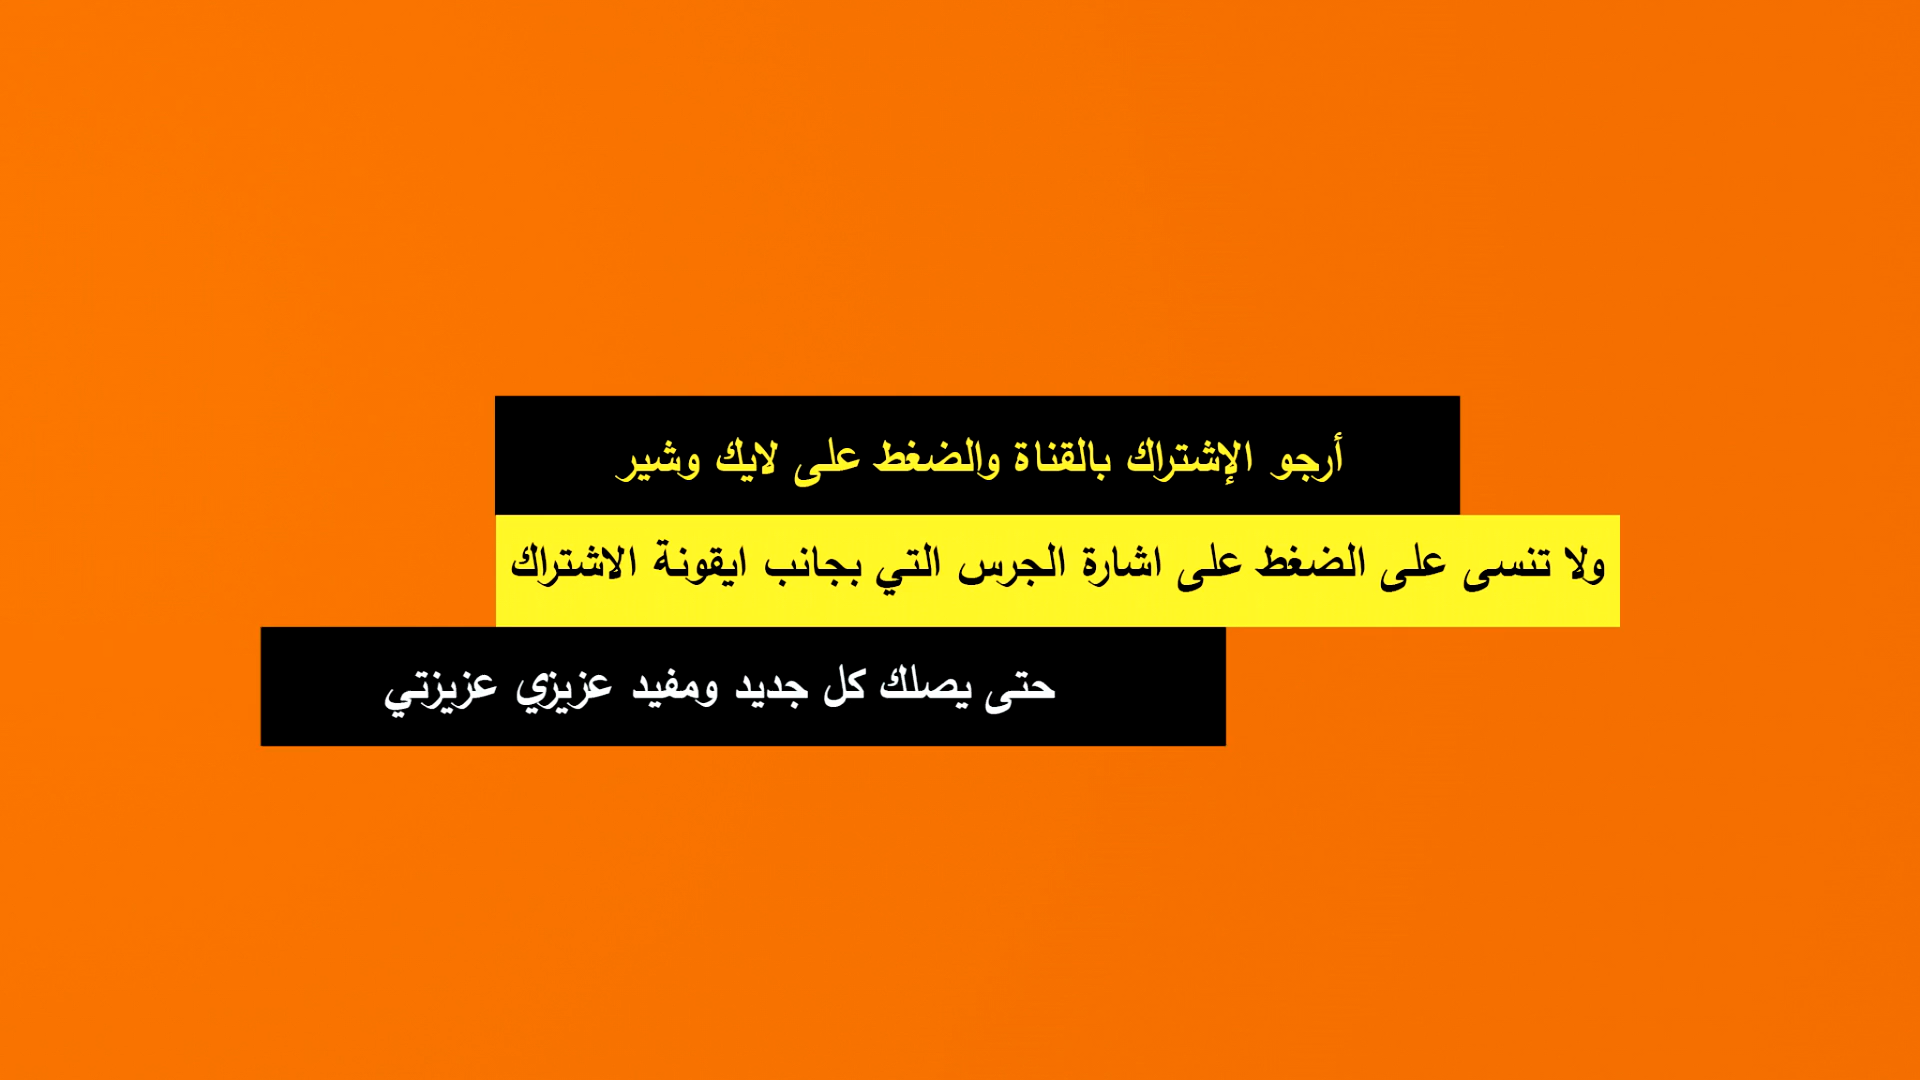 أرجو الإشتراك بالقناة والضغط على لايك وشير
ولا تنسى على الضغط على اشارة الجرس التي بجانب ايقونة الاشتراك
حتى يصلك كل جديد ومفيد عزيزي عزيزتي